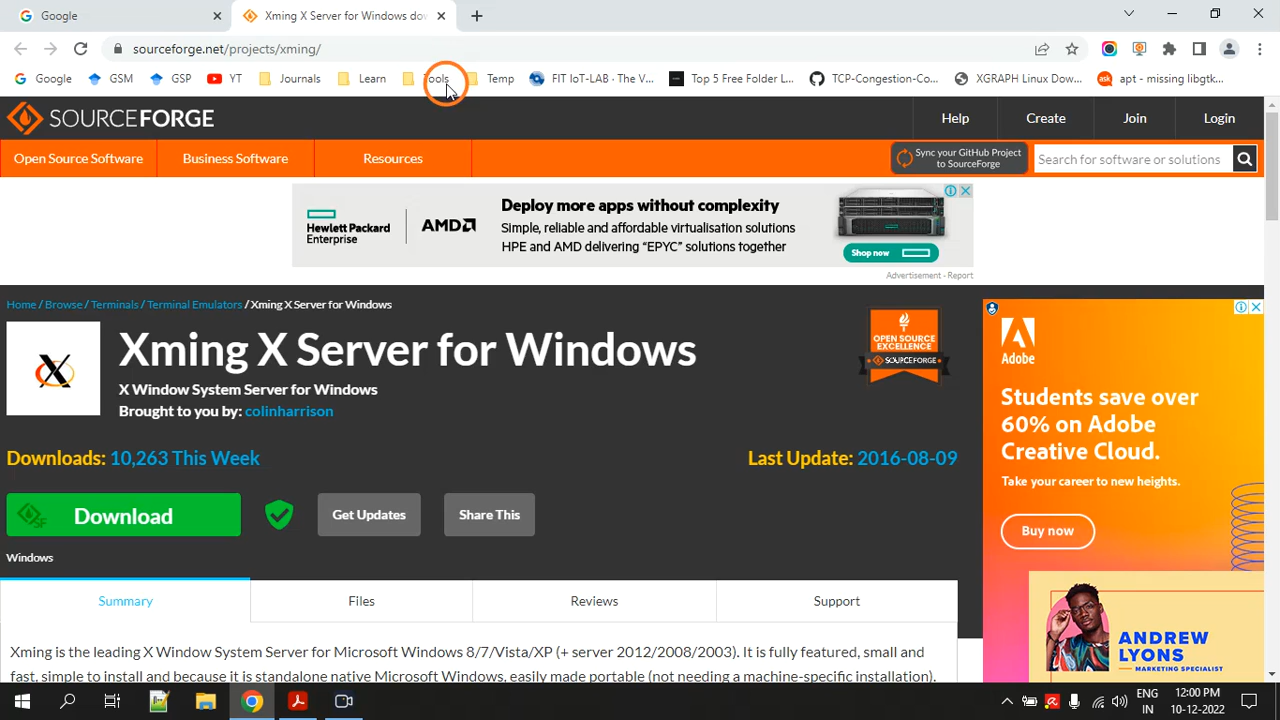 Google
Xming X Server for Windows dow
sourceforge.net/projects/xming/
Google
GSM
GSP
YT
Journals
Learn
Tools
Temp
FIT IoT-LAB · The V...
Top 5 Free Folder L...
TCP-Congestion-Co...
XGRAPH Linux Dow...
apt - missing libgtk...
SOURCEFORGE
Help
Create
Join
Login
Open Source Software
Business Software
Resources
Sync your GitHub Project
to SourceForge
Search for software or solutions
Hewlett Packard
Enterprise
AMD
Deploy more apps without complexity
Simple, reliable and affordable virtualisation solutions
HPE and AMD delivering "EPYC" solutions together
Shop now
Advertisement - Report
Home / Browse / Terminals / Terminal Emulators / Xming X Server for Windows
Xming X Server for Windows
X Window System Server for Windows
Brought to you by: colinharrison
OPEN SOURCE
EXCELLENCE
SOURCEFORGE
Downloads: 10,263 This Week
Last Update: 2016-08-09
Download
Get Updates
Share This
Windows
Summary
Files
Reviews
Support
Xming is the leading X Window System Server for Microsoft Windows 8/7/Vista/XP (+ server 2012/2008/2003). It is fully featured, small and
fast, simple to install and because it is standalone native Microsoft Windows, easily made portable (not needing a machine-specific installation).
Adobe
Students save over
60% on Adobe
Creative Cloud.
Take your career to new heights.
Buy now
ANDREW
LYONS
MARKETING SPECIALIST
ENG
IN
12:00 PM
10-12-2022